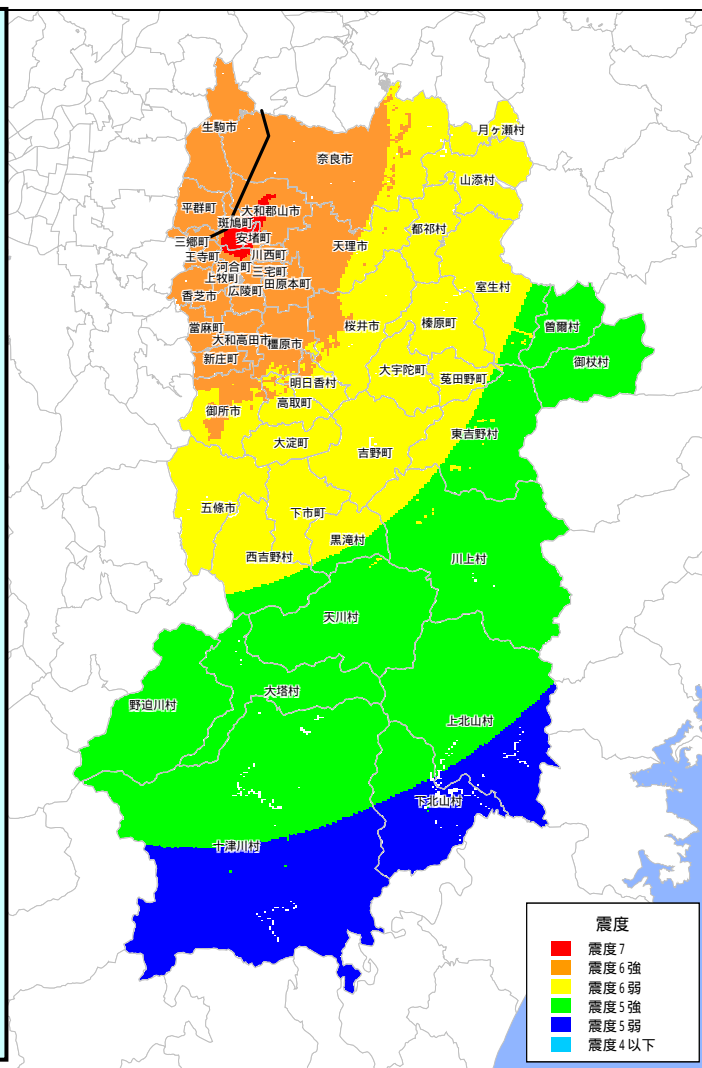 生駒市
月ヶ瀬村
奈良市
山添村
平群町
大和郡山市
斑鳩町
都祁村
三郷町
安堵町
天理市
王寺町
川西町
河合町
三宅町
上牧町
田原本町
室生村
香芝市
広陵町
當麻町
桜井市
榛原町
曽爾村
大和高田市
橿原市
新庄町
御杖村
大宇陀町
菟田野町
明日香村
御所市
高取町
東吉野村
大淀町
吉野町
五條市
下市町
黒滝村
西吉野村
川上村
天川村
大塔村
野迫川村
上北山村
下北山村
十津川村
震度
震度7
震度6強
震度6弱
震度5強
震度5弱
震度4以下